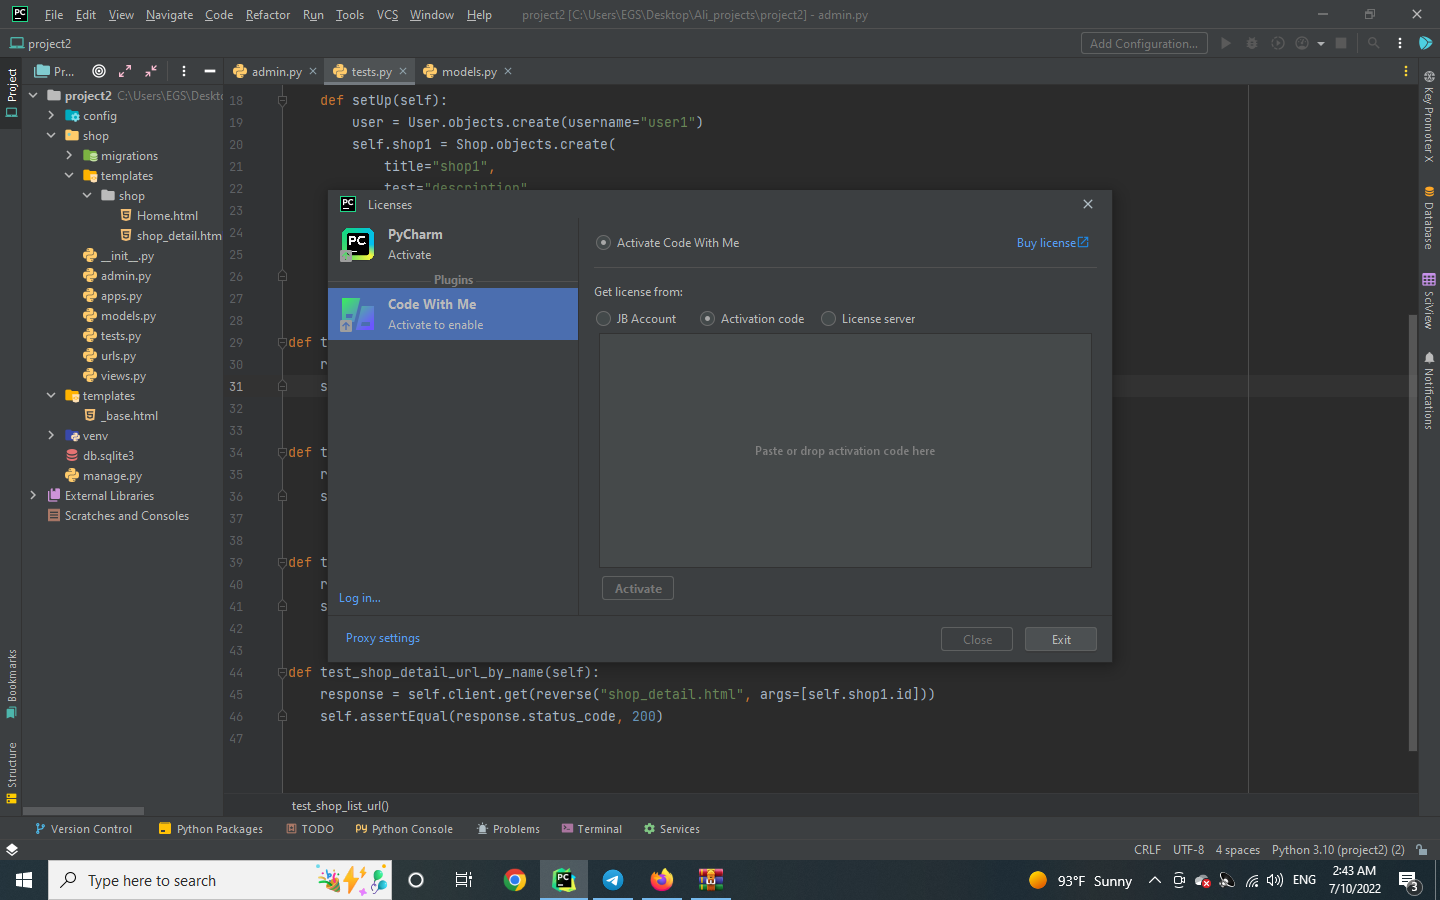 File Edit View Navigate Code Refactor Run Tools VCS Window Help project2 [C:\Users\EGS\Desktop\Ali_projects\project2] - admin.py
project2
Add Configuration...
Project
Pr...
admin.py
tests.py
models.py
project2 C:\Users\EGS\Deskt
config
shop
migrations
templates
shop
Home.html
shop_detail.htm
__init__.py
admin.py
apps.py
models.py
tests.py
urls.py
views.py
templates
_base.html
venv
db.sqlite3
manage.py
External Libraries
Scratches and Consoles
Bookmarks
Structure
18 def setUp(self):
19 user = User.objects.create(username="user1")
20 self.shop1 = Shop.objects.create(
21 title="shop1",
22 test="description"
23
24
25
26
27
28
29 def t
30 r
31 s
32
33
34 def t
35 r
36 s
37
38
39 def t
40 r
41 s
42
43
44 def test_shop_detail_url_by_name(self):
45 response = self.client.get(reverse("shop_detail.html", args=[self.shop1.id]))
46 self.assertEqual(response.status_code, 200)
47
Licenses
PyCharm
Activate
Plugins
Code With Me
Activate to enable
Log in...
Activate Code With Me
Buy license
Get license from:
JB Account Activation code License server
Paste or drop activation code here
Activate
Proxy settings
Close
Exit
Key Promoter X
Database
SciView
Notifications
test_shop_list_url()
Version Control Python Packages TODO Python Console Problems Terminal Services
CRLF UTF-8 4 spaces Python 3.10 (project2) (2)
Type here to search
93°F Sunny
ENG
2:43 AM
7/10/2022
3